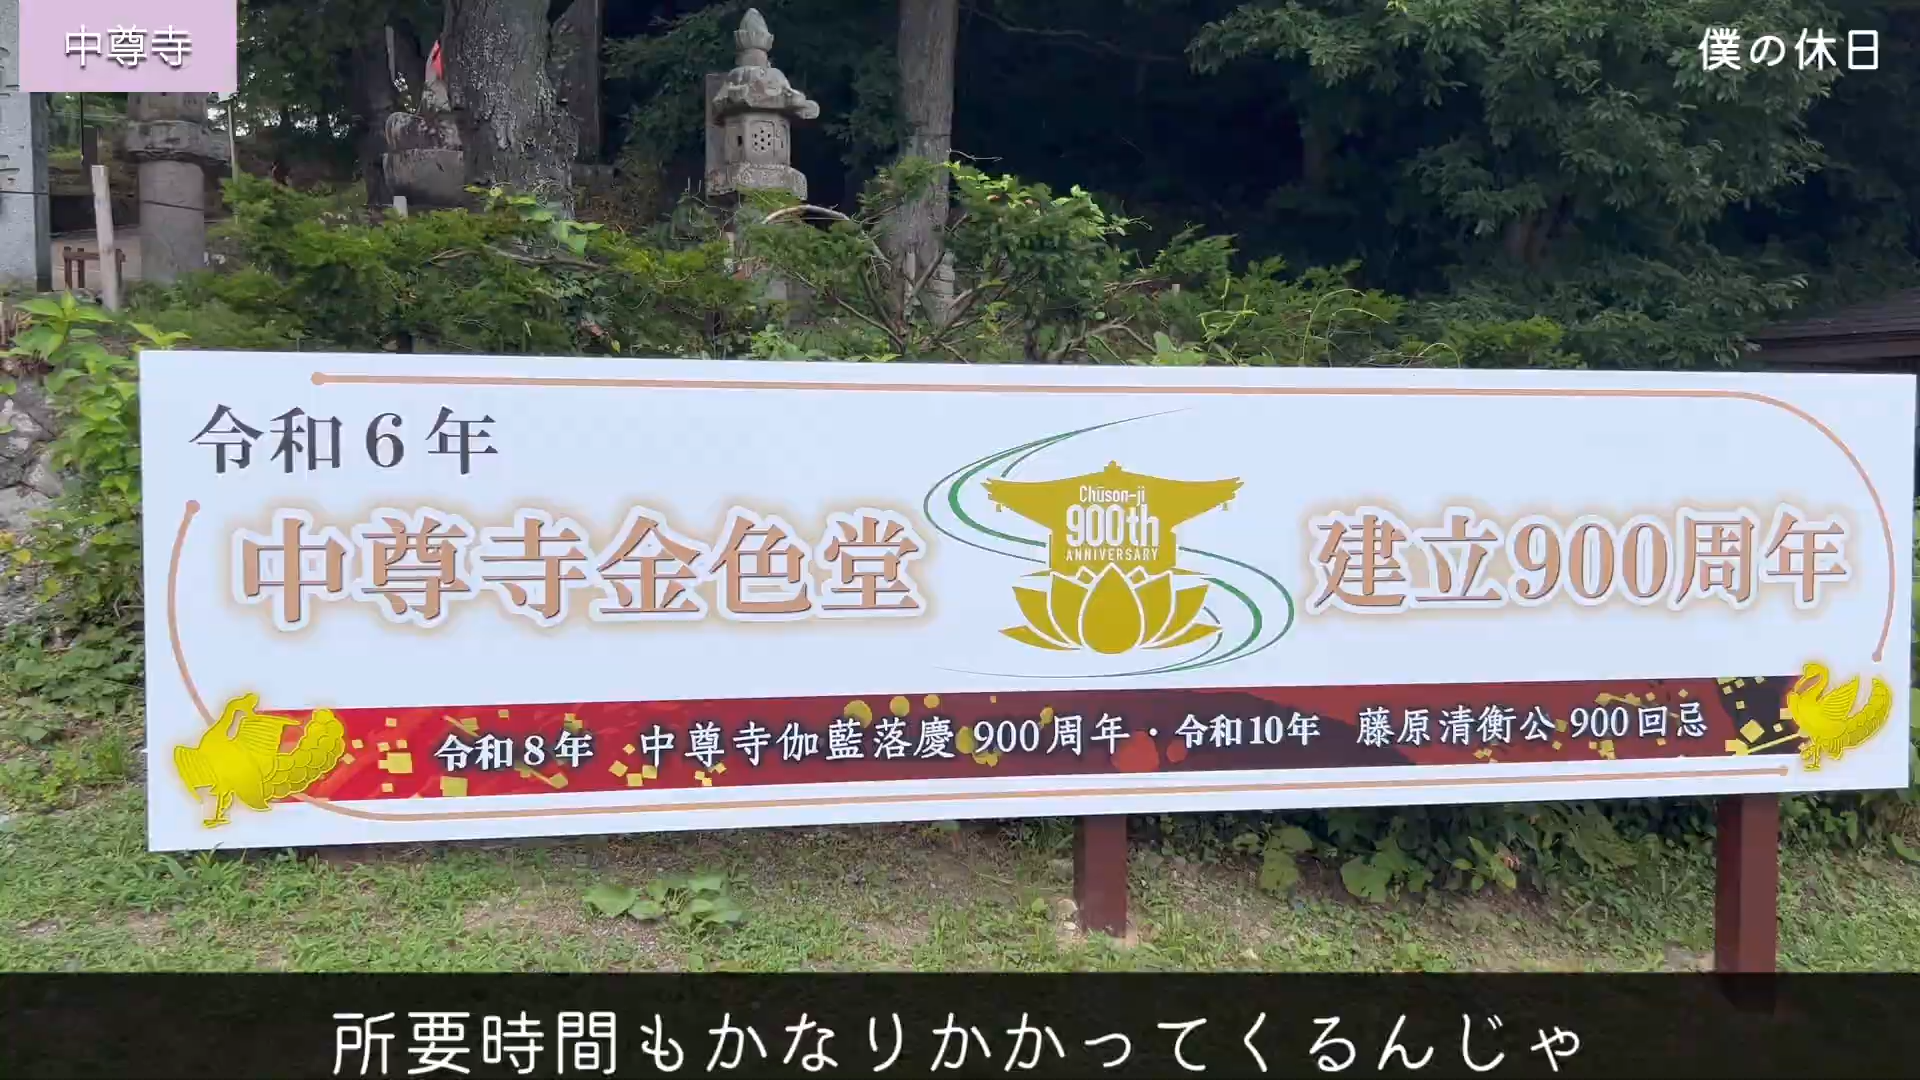 中尊寺
僕の休日
令和6年
中尊寺金色堂
Chūson-ji
900th
ANNIVERSARY
建立900周年
令和8年 中尊寺伽藍落慶 900周年・令和10年 藤原清衡公 900回忌
所要時間もかなりかかってくるんじゃ